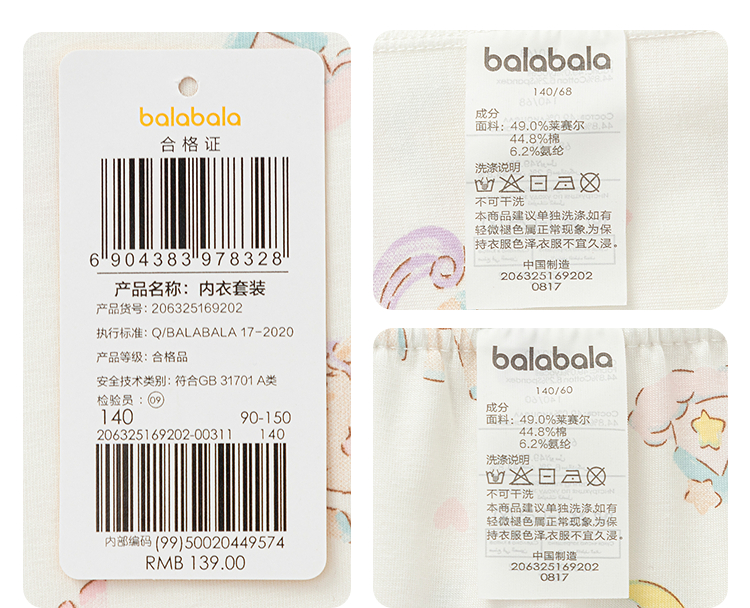 balabala
合格证
6 904383 978328
产品名称: 内衣套装
产品货号: 206325169202
执行标准: Q/BALABALA 17-2020
产品等级: 合格品
安全技术类别: 符合GB 31701 A类
检验员 : 09
140 90-150
206325169202-00311 140
内部编码 (99)50020449574
RMB 139.00
balabala
140/68
成分
面料: 49.0%莱赛尔
44.8%棉
6.2%氨纶
洗涤说明
不可干洗
本商品建议单独洗涤,如有
轻微褪色属正常现象,为保
持衣服色泽,衣服不宜久浸。
中国制造
206325169202
0817
balabala
140/60
成分
面料: 49.0%莱赛尔
44.8%棉
6.2%氨纶
洗涤说明
不可干洗
本商品建议单独洗涤,如有
轻微褪色属正常现象,为保
持衣服色泽,衣服不宜久浸。
中国制造
206325169202
0817